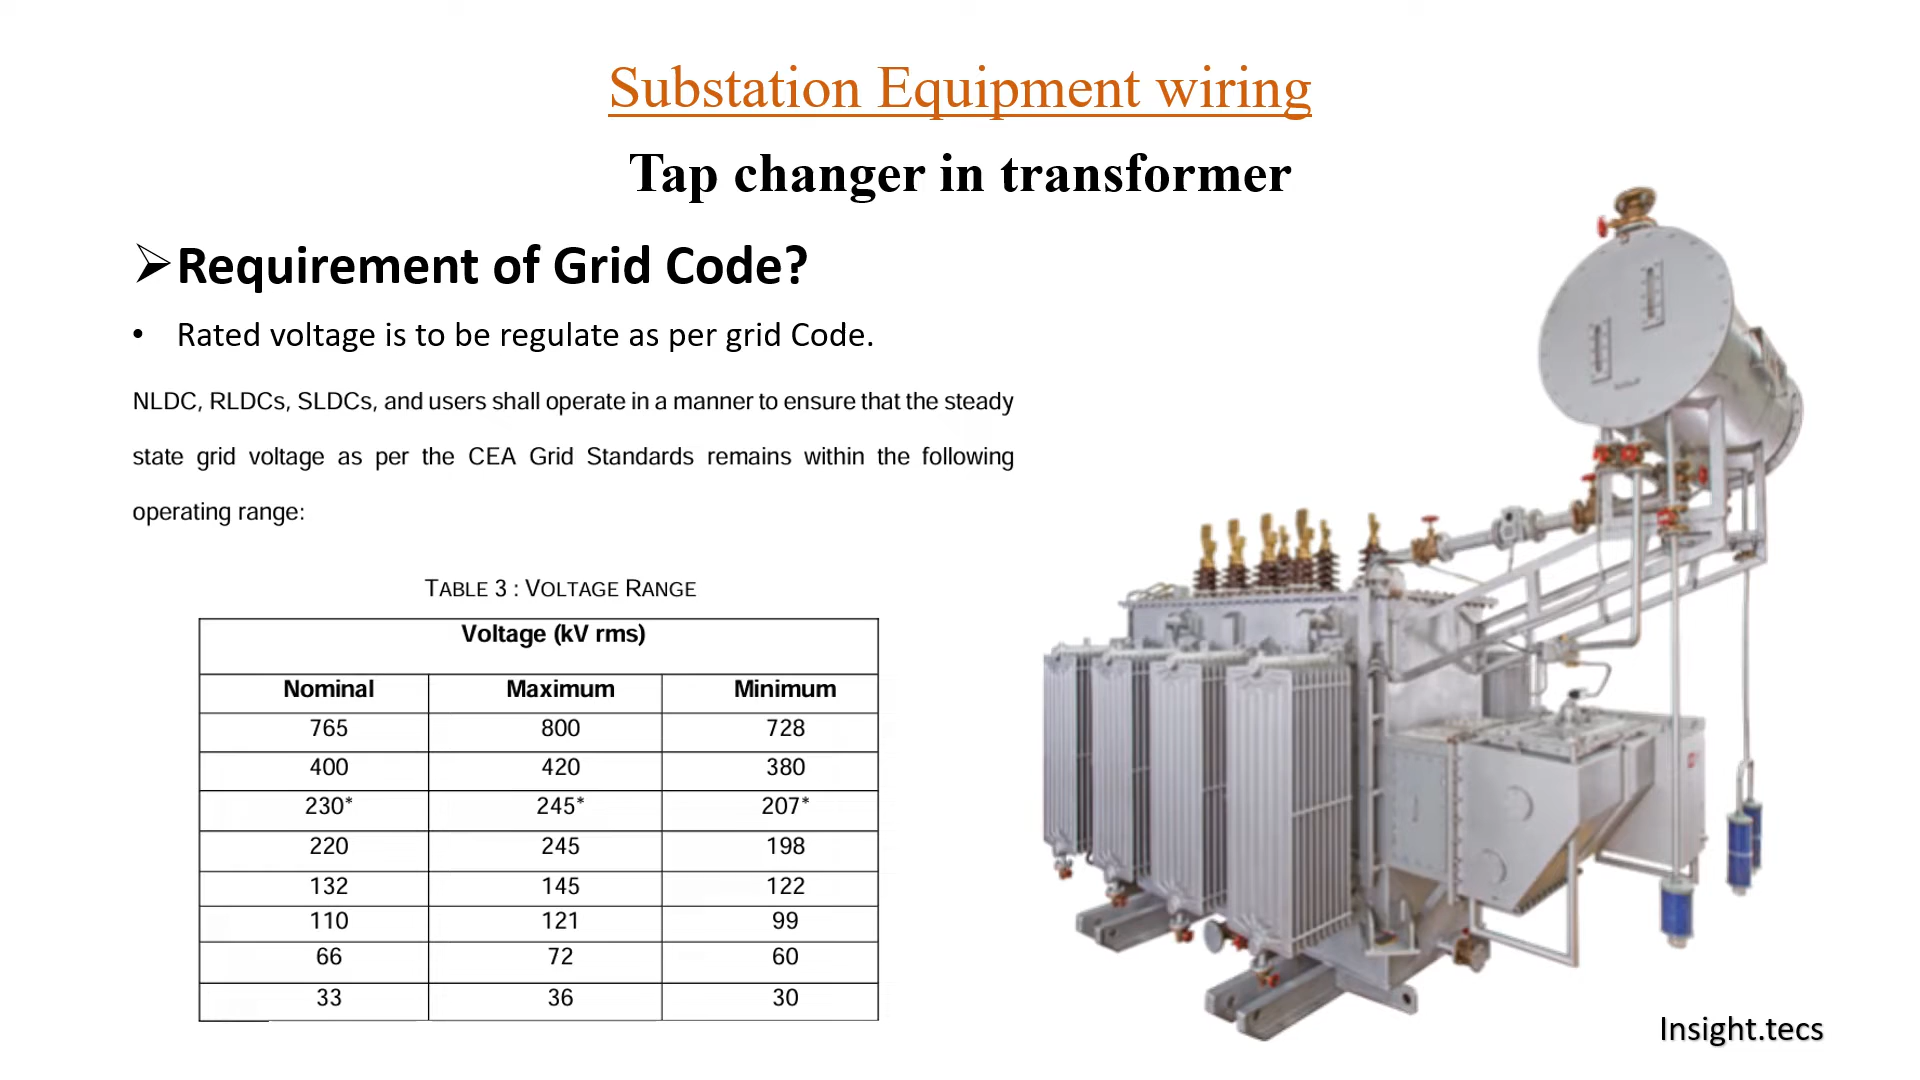 Substation Equipment wiring
Tap changer in transformer
➢Requirement of Grid Code?
• Rated voltage is to be regulate as per grid Code.
NLDC, RLDCs, SLDCs, and users shall operate in a manner to ensure that the steady
state grid voltage as per the CEA Grid Standards remains within the following
operating range:
TABLE 3 : VOLTAGE RANGE
Voltage (kV rms)
Nominal Maximum Minimum
765 800 728
400 420 380
230* 245* 207*
220 245 198
132 145 122
110 121 99
66 72 60
33 36 30
Insight.tecs